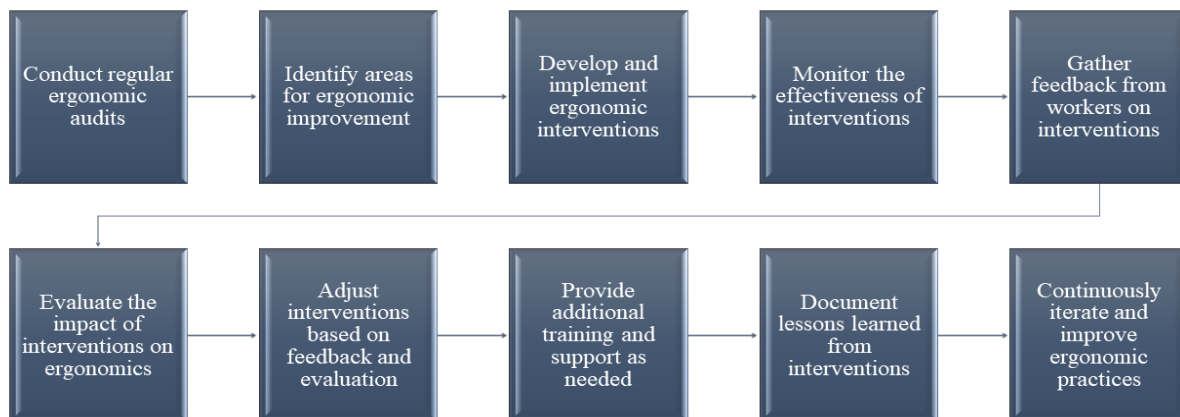 Conduct regular
ergonomic
audits
Identify areas
for ergonomic
improvement
Develop and
implement
ergonomic
interventions
Monitor the
effectiveness of
interventions
Gather
feedback from
workers on
interventions
Evaluate the
impact of
interventions on
ergonomics
Adjust
interventions
based on
feedback and
evaluation
Provide
additional
training and
support as
needed
Document
lessons learned
from
interventions
Continuously
iterate and
improve
ergonomic
practices